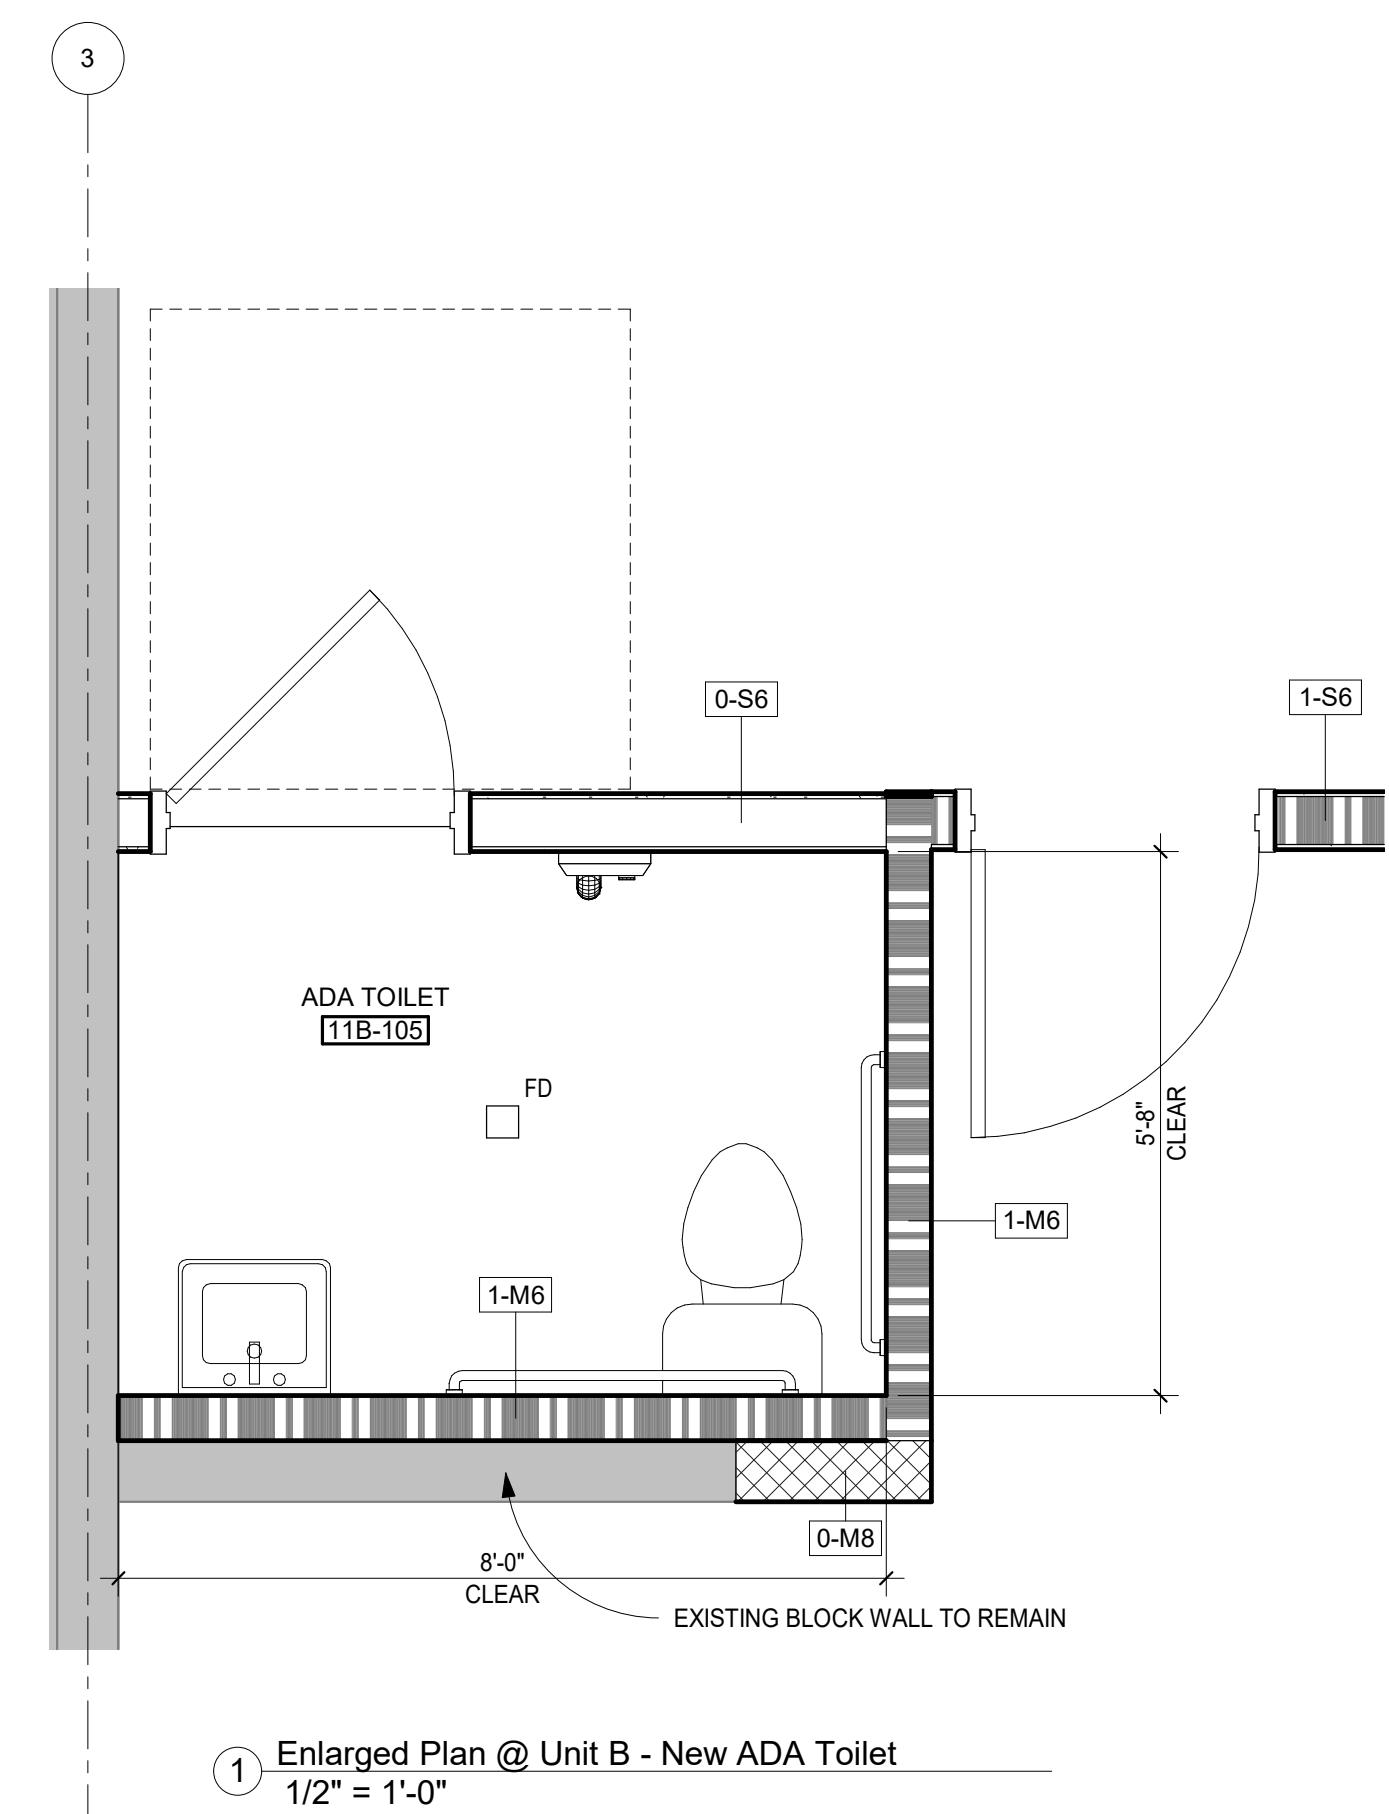 3
0-S6
1-S6
ADA TOILET
11B-105
FD
5'-8"
CLEAR
1-M6
1-M6
0-M8
8'-0"
CLEAR
EXISTING BLOCK WALL TO REMAIN
1
Enlarged Plan @ Unit B - New ADA Toilet
1/2" = 1'-0"